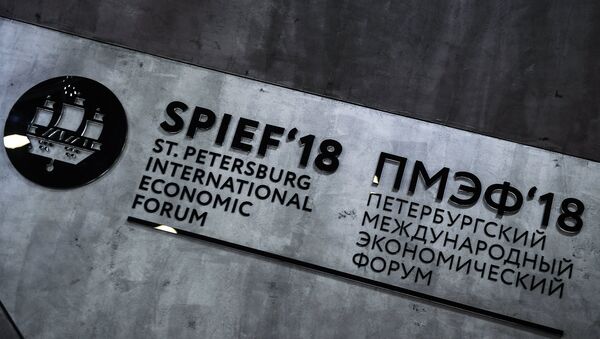 SPIEF‘18
ST. PETERSBURG
INTERNATIONAL
ECONOMIC
FORUM
ПМЭФ‘18
ПЕТЕРБУРГСКИЙ
МЕЖДУНАРОДНЫЙ
ЭКОНОМИЧЕСКИЙ
ФОРУМ